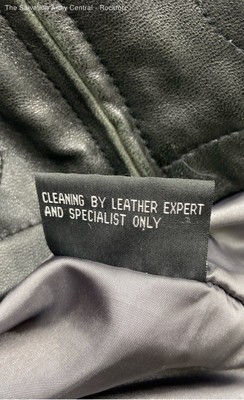 The Salvation Army Central - Rockford
CLEANING BY LEATHER EXPERT
AND SPECIALIST ONLY